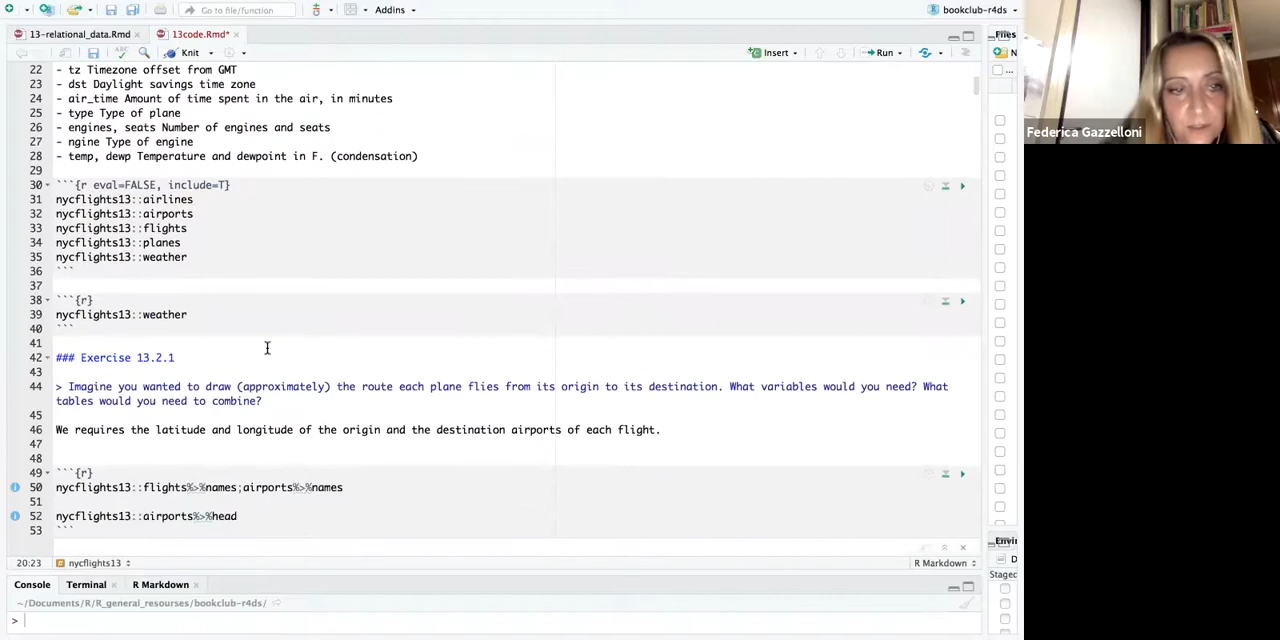 Go to file/function
Addins
bookclub-r4ds
13-relational_data.Rmd
13code.Rmd*
Knit
Insert
Run
22 - tz Timezone offset from GMT
23 - dst Daylight savings time zone
24 - air_time Amount of time spent in the air, in minutes
25 - type Type of plane
26 - engines, seats Number of engines and seats
27 - ngine Type of engine
28 - temp, dewp Temperature and dewpoint in F. (condensation)
29
30 ```{r eval=FALSE, include=T}
31 nycflights13::airlines
32 nycflights13::airports
33 nycflights13::flights
34 nycflights13::planes
35 nycflights13::weather
36 ```
37
38 ```{r}
39 nycflights13::weather
40 ```
41
42 ### Exercise 13.2.1
43
44 > Imagine you wanted to draw (approximately) the route each plane flies from its origin to its destination. What variables would you need? What
tables would you need to combine?
45
46 We requires the latitude and longitude of the origin and the destination airports of each flight.
47
48
49 ```{r}
50 nycflights13::flights%>%names;airports%>%names
51
52 nycflights13::airports%>%head
53 ```
20:23
nycflights13
R Markdown
Console
Terminal
R Markdown
~/Documents/R/R_general_resourses/bookclub-r4ds/
>
Files
N
...
Envir
D
Staged
Federica Gazzelloni